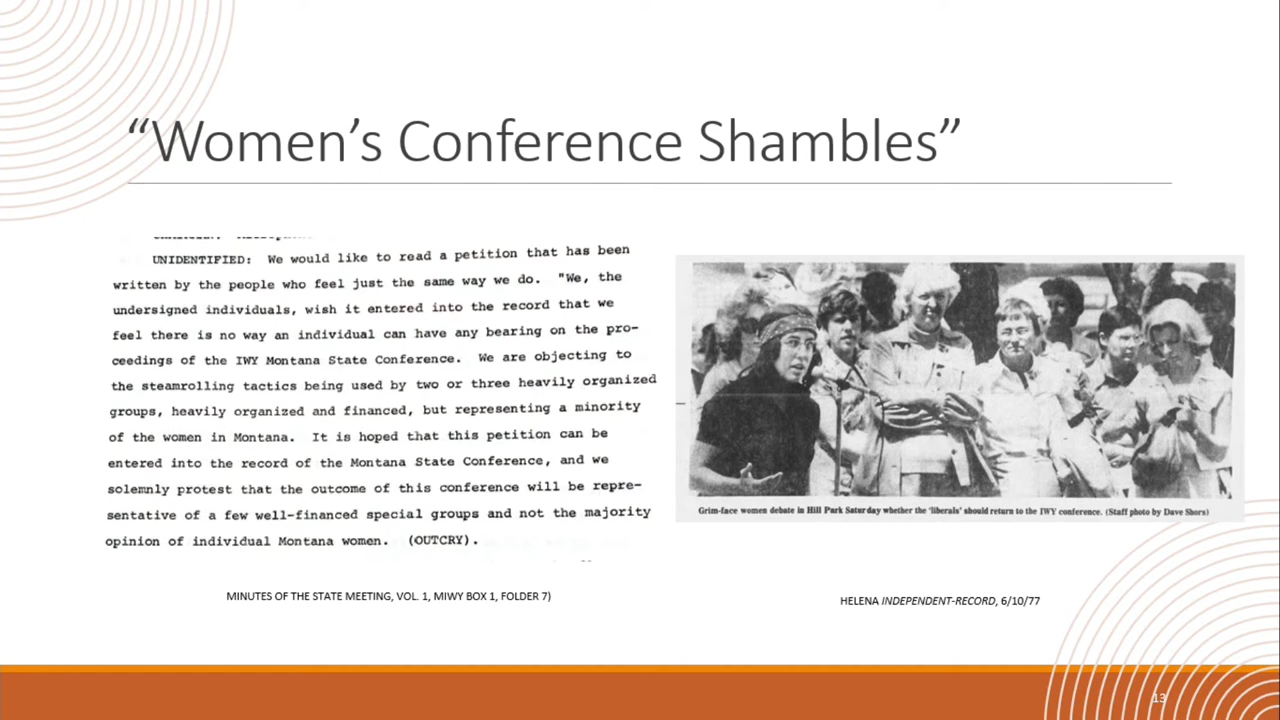 “Women’s Conference Shambles”
UNIDENTIFIED: We would like to read a petition that has been
written by the people who feel just the same way we do. "We, the
undersigned individuals, wish it entered into the record that we
feel there is no way an individual can have any bearing on the pro-
ceedings of the IWY Montana State Conference. We are objecting to
the steamrolling tactics being used by two or three heavily organized
groups, heavily organized and financed, but representing a minority
of the women in Montana. It is hoped that this petition can be
entered into the record of the Montana State Conference, and we
solemnly protest that the outcome of this conference will be repre-
sentative of a few well-financed special groups and not the majority
opinion of individual Montana women. (OUTCRY).
MINUTES OF THE STATE MEETING, VOL. 1, MIWY BOX 1, FOLDER 7)
Grim-face women debate in Hill Park Saturday whether the 'liberals' should return to the IWY conference. (Staff photo by Dave Shors)
HELENA INDEPENDENT-RECORD, 6/10/77
13